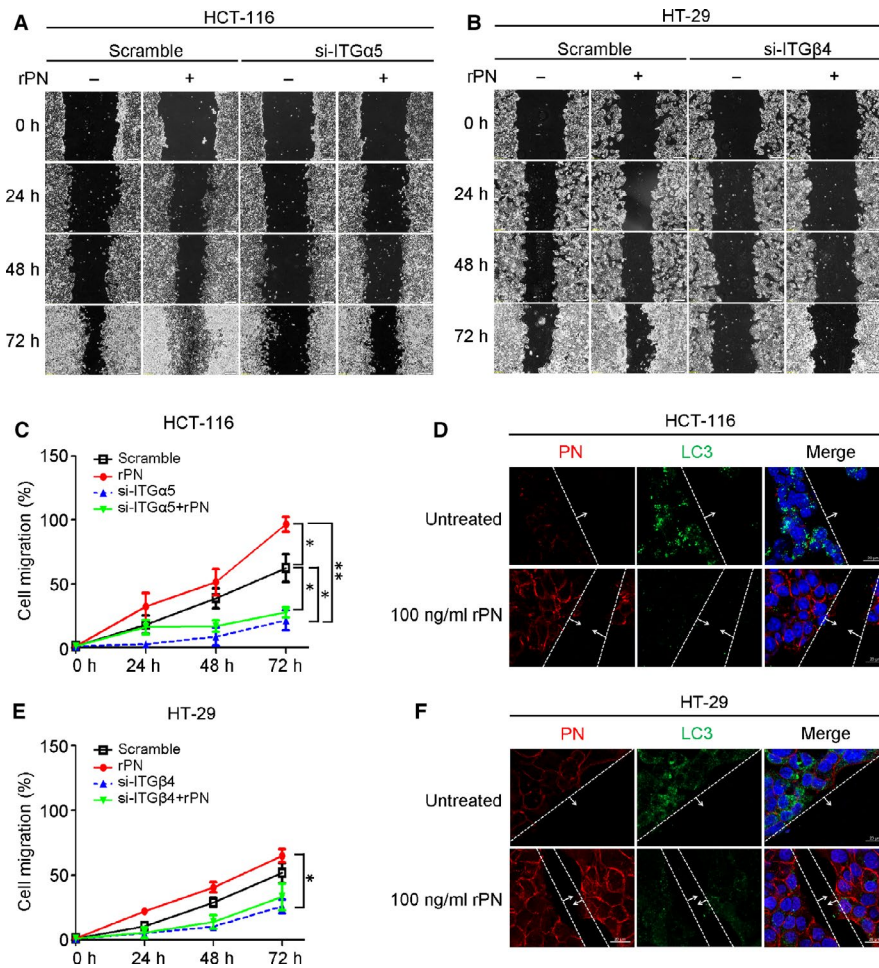 A
HCT-116
Scramble si-ITGα5
rPN – + – +
0 h
24 h
48 h
72 h
B
HT-29
Scramble si-ITGβ4
rPN – + – +
0 h
24 h
48 h
72 h
C
HCT-116
Cell migration (%)
150
100
50
0
Scramble
rPN
si-ITGα5
si-ITGα5+rPN
*
*
*
**
0 h 24 h 48 h 72 h
D
HCT-116
PN LC3 Merge
Untreated
100 ng/ml rPN
E
HT-29
Cell migration (%)
150
100
50
0
Scramble
rPN
si-ITGβ4
si-ITGβ4+rPN
*
0 h 24 h 48 h 72 h
F
HT-29
PN LC3 Merge
Untreated
100 ng/ml rPN